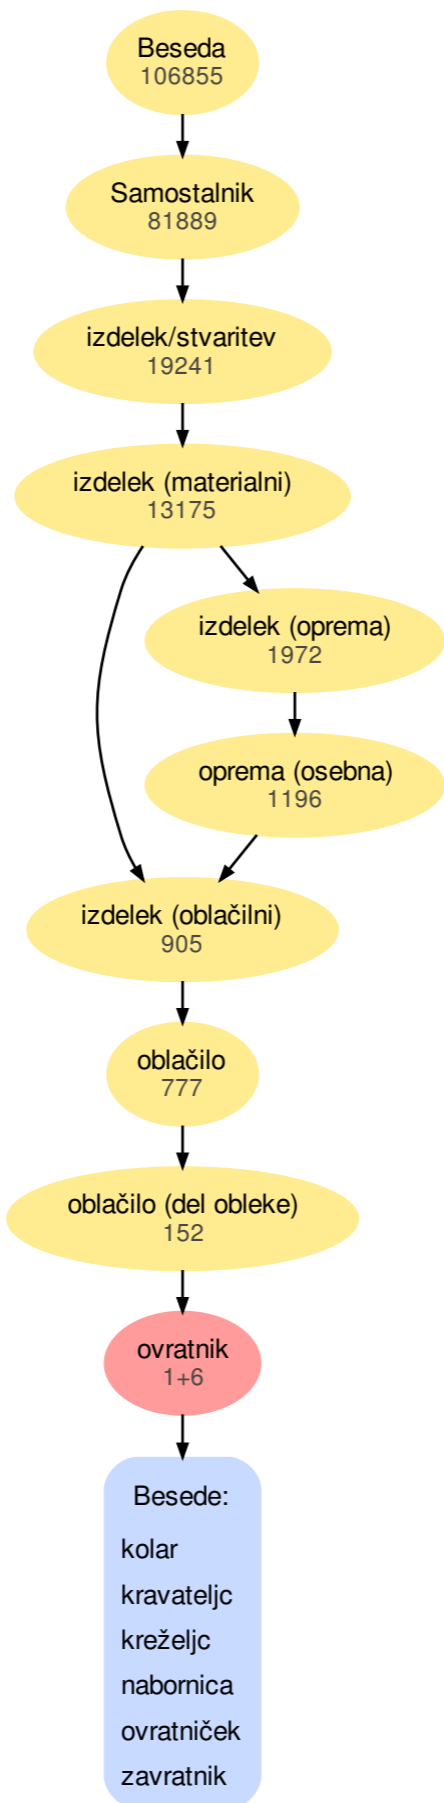 Beseda
106855
Samostalnik
81889
izdelek/stvaritev
19241
izdelek (materialni)
13175
izdelek (oprema)
1972
oprema (osebna)
1196
izdelek (oblačilni)
905
oblačilo
777
oblačilo (del obleke)
152
ovratnik
1+6
Besede:
kolar
kravateljc
kreželjc
nabornica
ovratniček
zavratnik